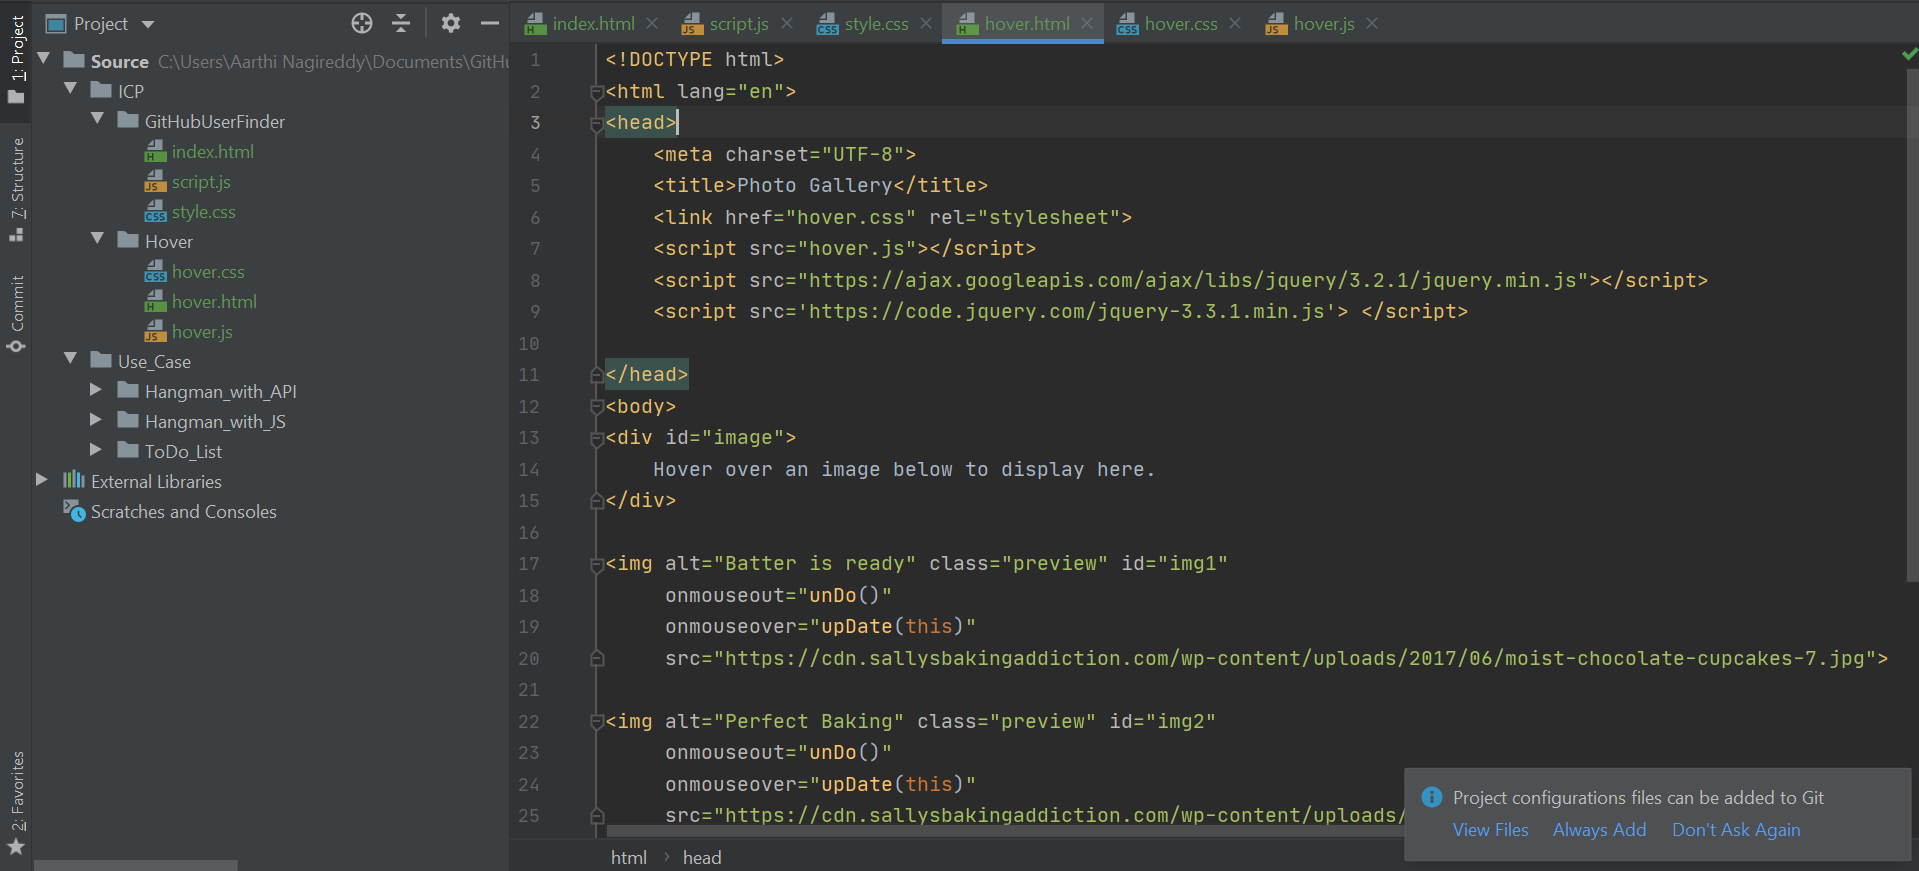 1: Project
7: Structure
Commit
2: Favorites
Project
Source C:\Users\Aarthi Nagireddy\Documents\GitHu
ICP
GitHubUserFinder
index.html
script.js
style.css
Hover
hover.css
hover.html
hover.js
Use_Case
Hangman_with_API
Hangman_with_JS
ToDo_List
External Libraries
Scratches and Consoles
index.html script.js style.css hover.html hover.css hover.js
1 <!DOCTYPE html>
2 <html lang="en">
3 <head>
4 <meta charset="UTF-8">
5 <title>Photo Gallery</title>
6 <link href="hover.css" rel="stylesheet">
7 <script src="hover.js"></script>
8 <script src="https://ajax.googleapis.com/ajax/libs/jquery/3.2.1/jquery.min.js"></script>
9 <script src='https://code.jquery.com/jquery-3.3.1.min.js'> </script>
10
11 </head>
12 <body>
13 <div id="image">
14 Hover over an image below to display here.
15 </div>
16
17 <img alt="Batter is ready" class="preview" id="img1"
18 onmouseout="unDo()"
19 onmouseover="upDate(this)"
20 src="https://cdn.sallysbakingaddiction.com/wp-content/uploads/2017/06/moist-chocolate-cupcakes-7.jpg">
21
22 <img alt="Perfect Baking" class="preview" id="img2"
23 onmouseout="unDo()"
24 onmouseover="upDate(this)"
25 src="https://cdn.sallysbakingaddiction.com/wp-content/uploads/
Project configurations files can be added to Git
View Files Always Add Don't Ask Again
html › head